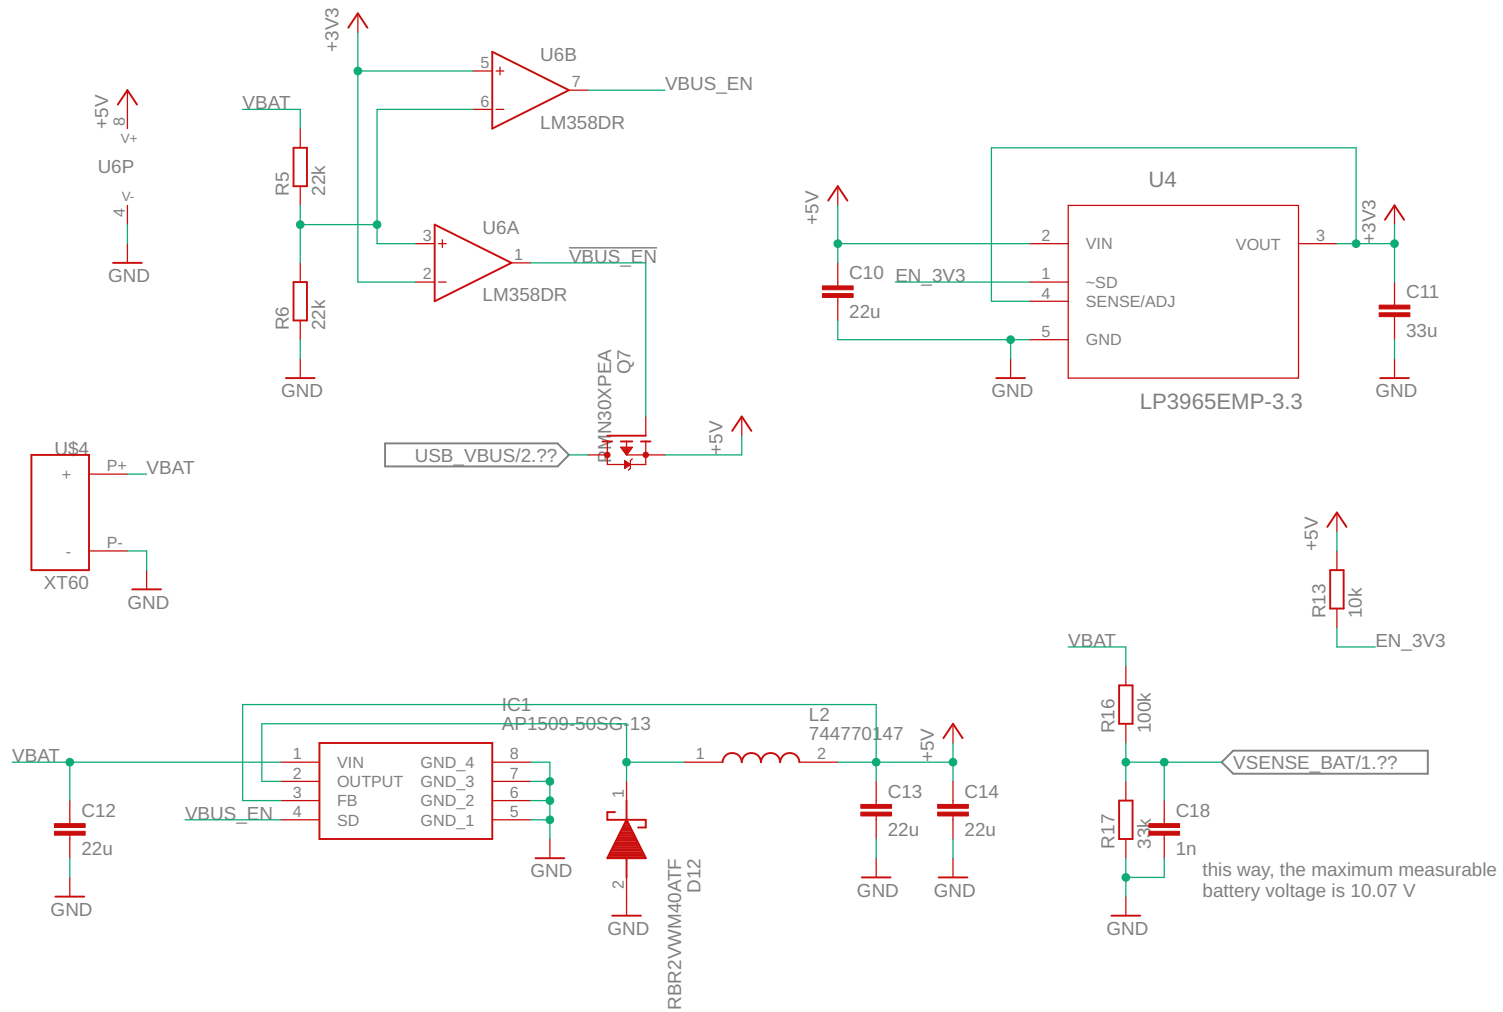 +3V3
U6B
5
+
7
VBUS_EN
6
−
LM358DR
+5V
8
V+
U6P
V-
4
GND
VBAT
R5
22k
R6
22k
GND
U6A
3
+
1
VBUS_EN
2
−
LM358DR
PMN30XPEA
Q7
USB_VBUS/2.??
+5V
U$4
+
P+
VBAT
-
P-
XT60
GND
U4
+5V
2
VIN
VOUT
3
+3V3
C10
22u
EN_3V3
1
~SD
4
SENSE/ADJ
5
GND
GND
C11
33u
GND
LP3965EMP-3.3
+5V
R13
10k
EN_3V3
VBAT
R16
100k
VSENSE_BAT/1.??
R17
33k
C18
1n
GND
this way, the maximum measurable
battery voltage is 10.07 V
IC1
AP1509-50SG-13
VBAT
1
VIN
GND_4
8
2
OUTPUT
GND_3
7
3
FB
GND_2
6
VBUS_EN
4
SD
GND_1
5
C12
22u
GND
GND
L2
744770147
1
2
+5V
1
2
D12
RBR2VWM40ATF
GND
C13
22u
GND
C14
22u
GND